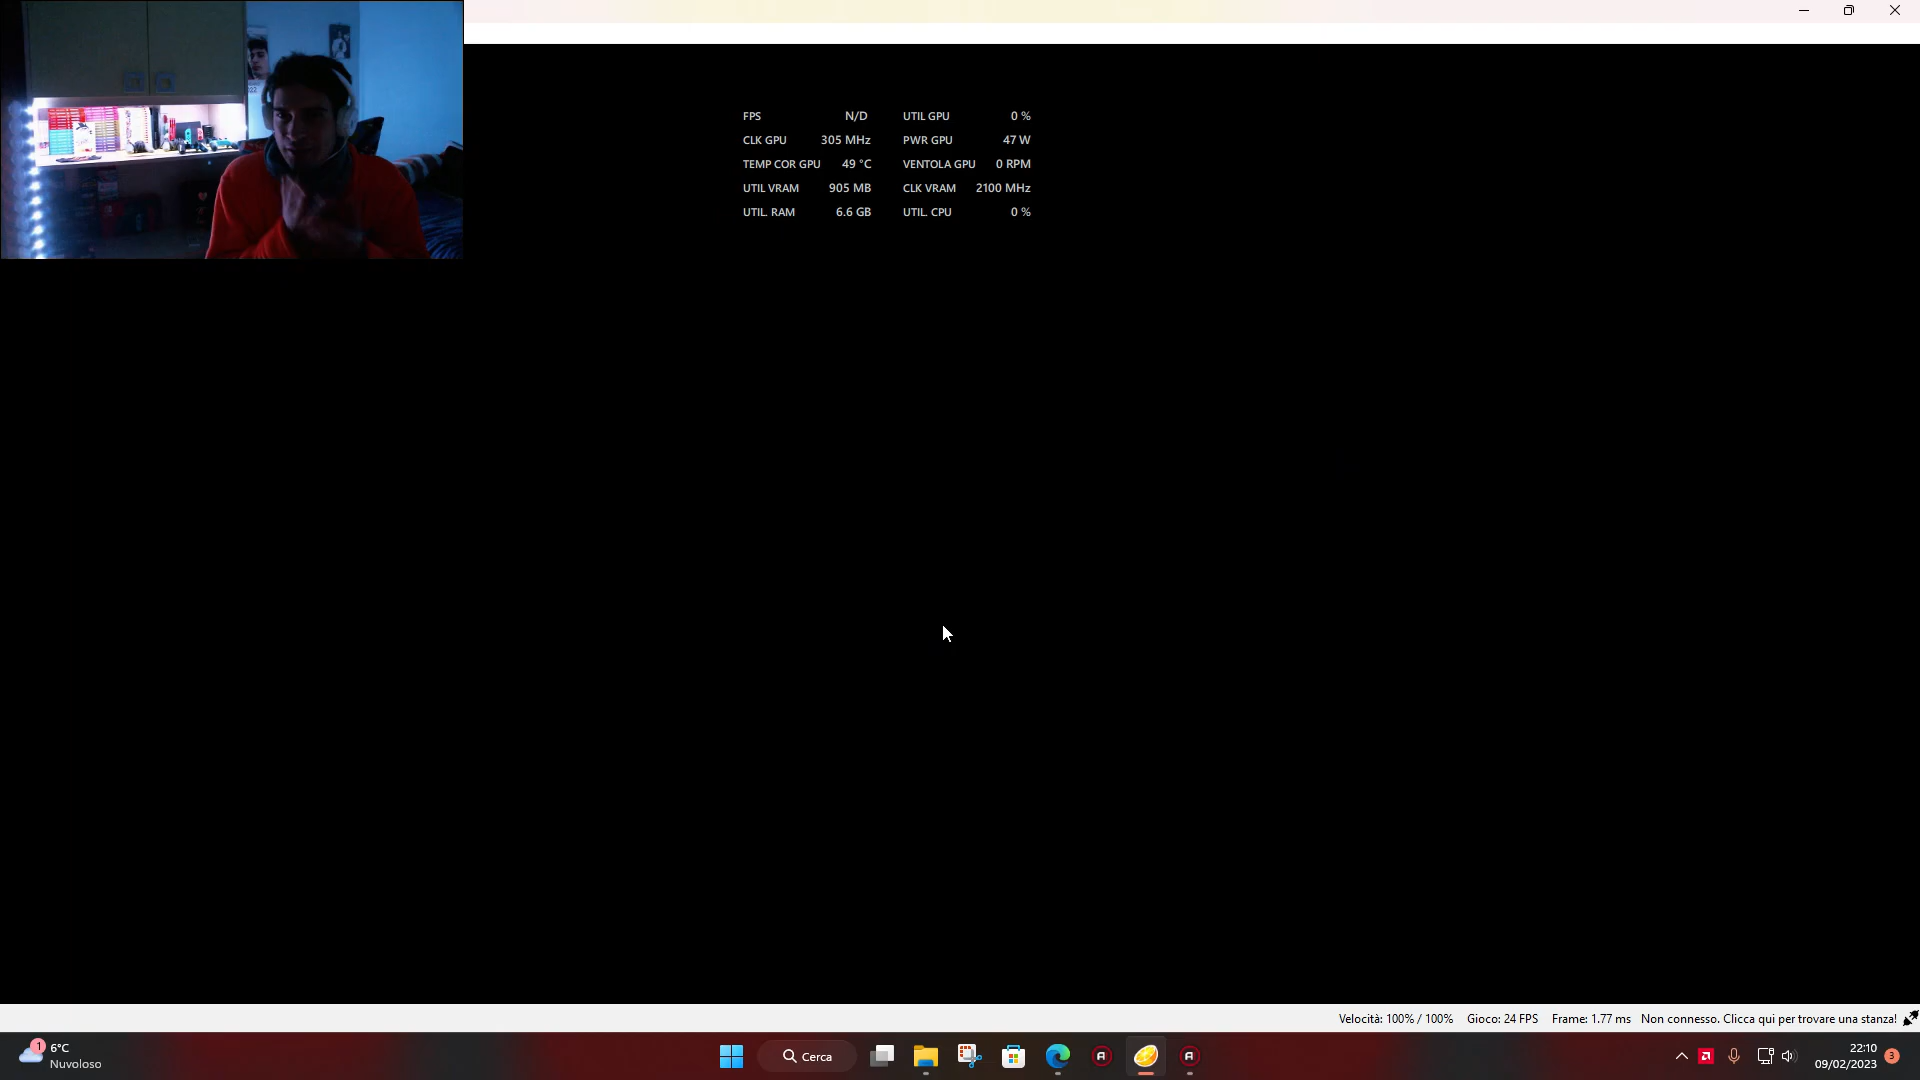 FPS N/D UTIL GPU 0 %
CLK GPU 305 MHz PWR GPU 47 W
TEMP COR GPU 49 °C VENTOLA GPU 0 RPM
UTIL VRAM 905 MB CLK VRAM 2100 MHz
UTIL. RAM 6.6 GB UTIL. CPU 0 %
Velocità: 100% / 100% Gioco: 24 FPS Frame: 1.77 ms Non connesso. Clicca qui per trovare una stanza!
1
6°C
Nuvoloso
Cerca
22:10
09/02/2023
3